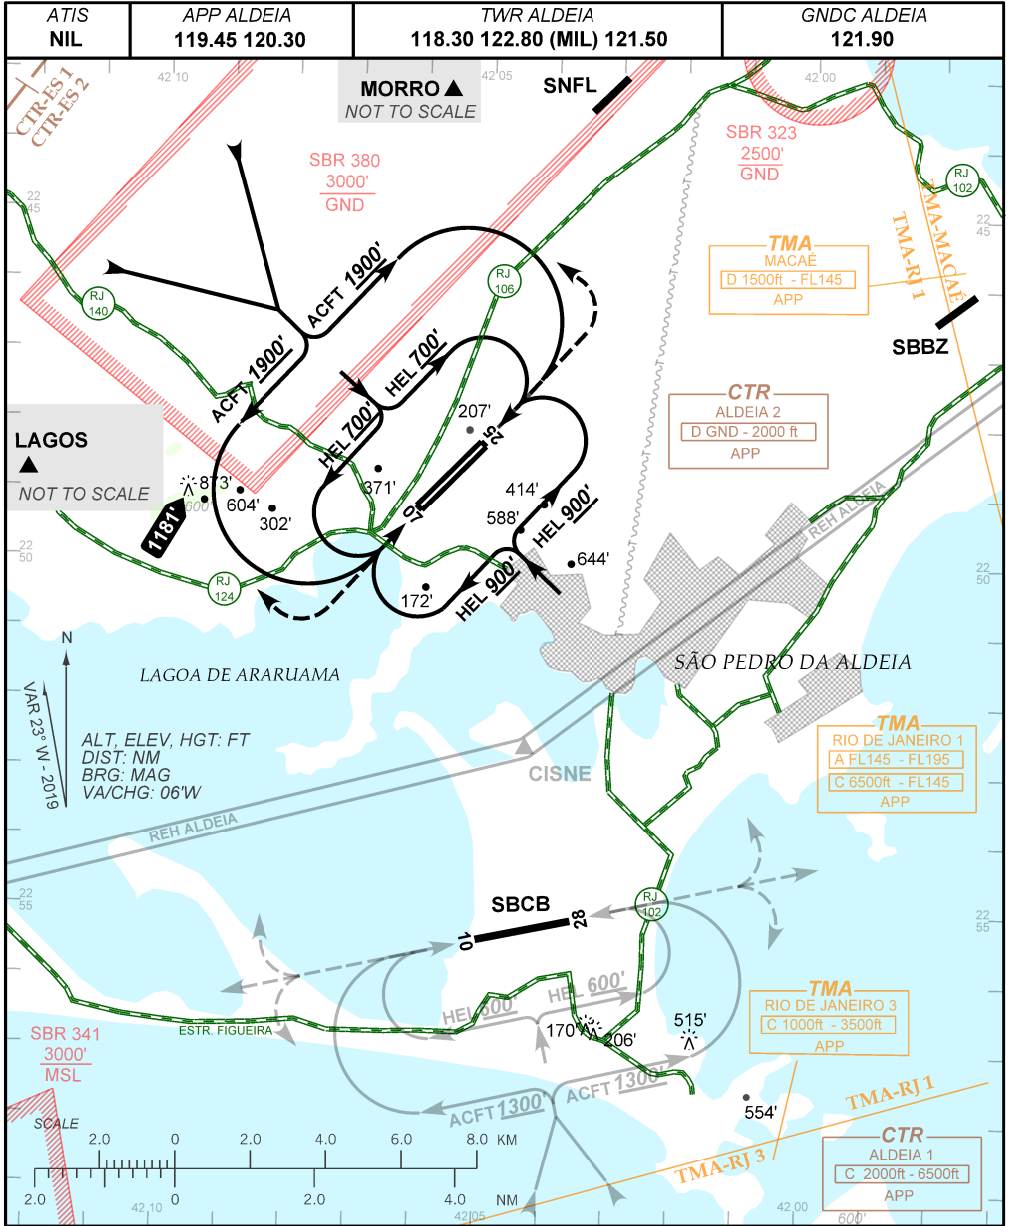 ATIS
NIL
APP ALDEIA
119.45 120.30
TWR ALDEIA
118.30 122.80 (MIL) 121.50
GNDC ALDEIA
121.90
42 10
42 05
42 00
CTR-ES 1
CTR-ES 2
MORRO
NOT TO SCALE
SNFL
SBR 380
3000'
GND
SBR 323
2500'
GND
RJ
102
22
45
22
45
TMA-MACAÉ
TMA-RJ 1
TMA
MACAÉ
D 1500ft - FL145
APP
RJ
140
RJ
106
ACFT 1900'
ACFT 1900'
HEL 700'
HEL 700'
SBBZ
CTR
ALDEIA 2
D GND - 2000 ft
APP
LAGOS
NOT TO SCALE
207'
25
07
873'
600'
604'
302'
371'
414'
588'
1181'
HEL 900'
HEL 900'
644'
172'
REH ALDEIA
22
50
22
50
RJ
124
N
VAR 23° W - 2019
LAGOA DE ARARUAMA
SÃO PEDRO DA ALDEIA
ALT, ELEV, HGT: FT
DIST: NM
BRG: MAG
VA/CHG: 06'W
CISNE
REH ALDEIA
TMA
RIO DE JANEIRO 1
A FL145 - FL195
C 6500ft - FL145
APP
22
55
22
55
SBCB
10
28
RJ
102
HEL 600'
HEL 600'
ESTR. FIGUEIRA
170'
206'
515'
TMA
RIO DE JANEIRO 3
C 1000ft - 3500ft
APP
SBR 341
3000'
MSL
ACFT 1300'
ACFT 1300'
554'
TMA-RJ 1
TMA-RJ 3
CTR
ALDEIA 1
C 2000ft - 6500ft
APP
SCALE
2.0 0 2.0 4.0 6.0 8.0 KM
2.0 0 2.0 4.0 NM
42 10
42 05
42 00
600'